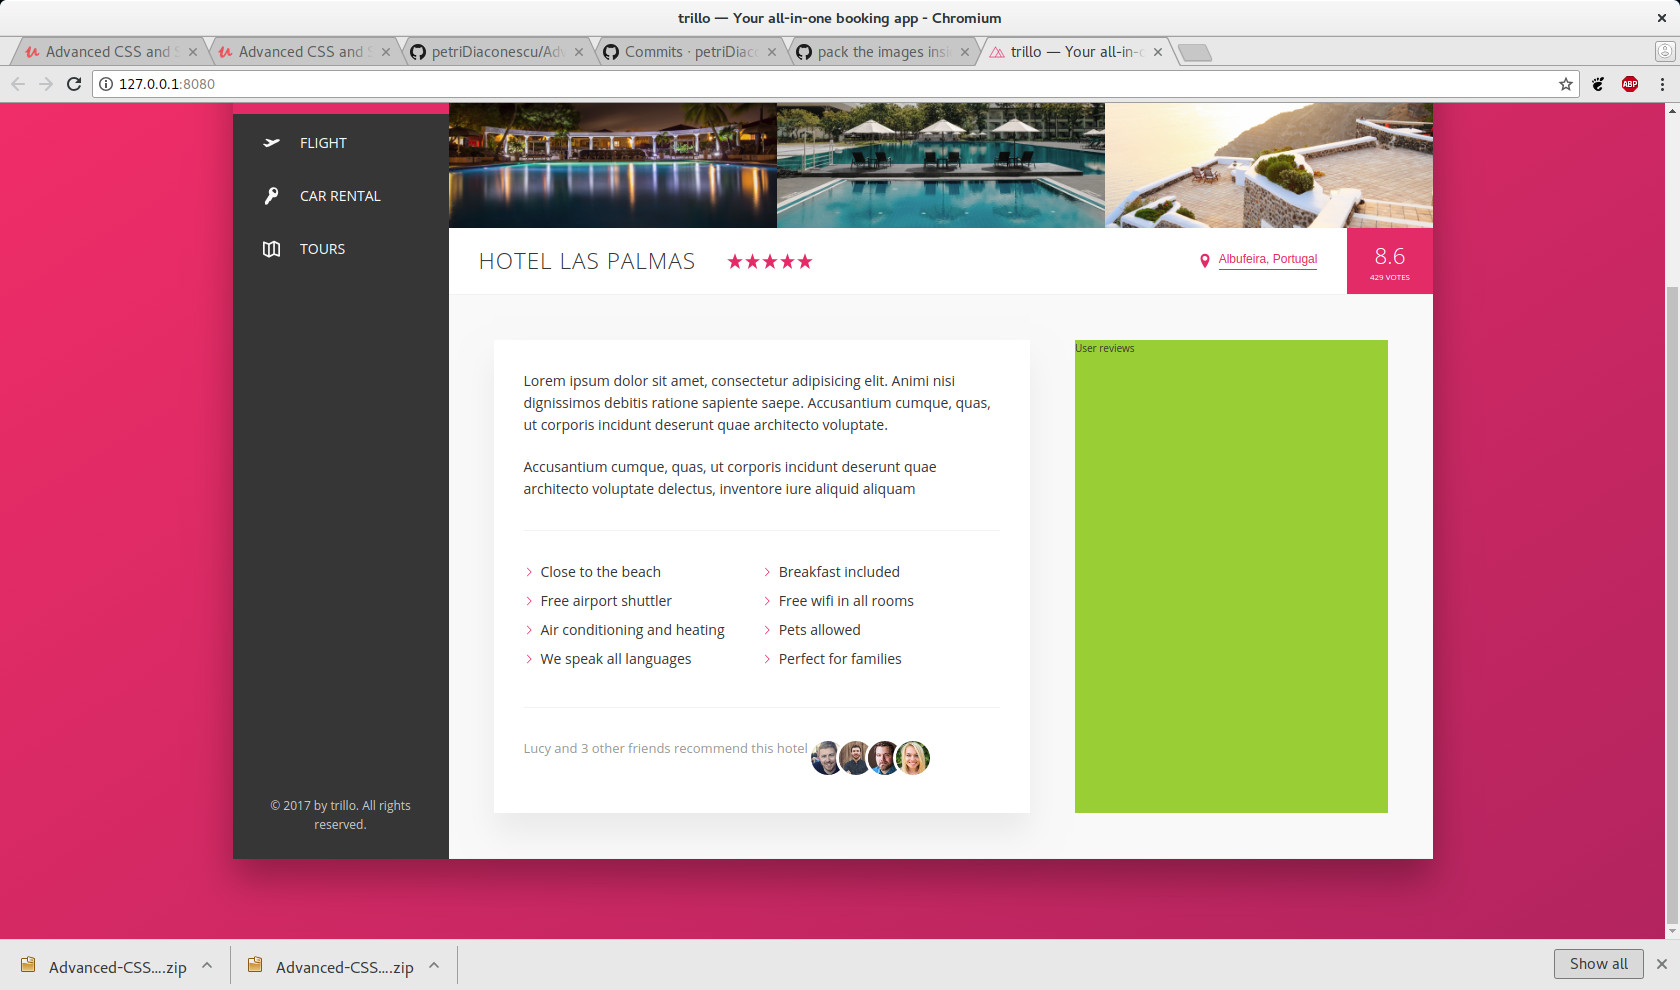 trillo — Your all-in-one booking app - Chromium
Advanced CSS and S
Advanced CSS and S
petriDiaconescu/Adv
Commits · petriDiaco
pack the images insi
trillo — Your all-in-o
127.0.0.1:8080
ABP
FLIGHT
CAR RENTAL
TOURS
HOTEL LAS PALMAS
Albufeira, Portugal
8.6
429 VOTES
Lorem ipsum dolor sit amet, consectetur adipisicing elit. Animi nisi
dignissimos debitis ratione sapiente saepe. Accusantium cumque, quas,
ut corporis incidunt deserunt quae architecto voluptate.
Accusantium cumque, quas, ut corporis incidunt deserunt quae
architecto voluptate delectus, inventore iure aliquid aliquam
Close to the beach
Breakfast included
Free airport shuttler
Free wifi in all rooms
Air conditioning and heating
Pets allowed
We speak all languages
Perfect for families
Lucy and 3 other friends recommend this hotel
User reviews
© 2017 by trillo. All rights
reserved.
Advanced-CSS....zip
Advanced-CSS....zip
Show all